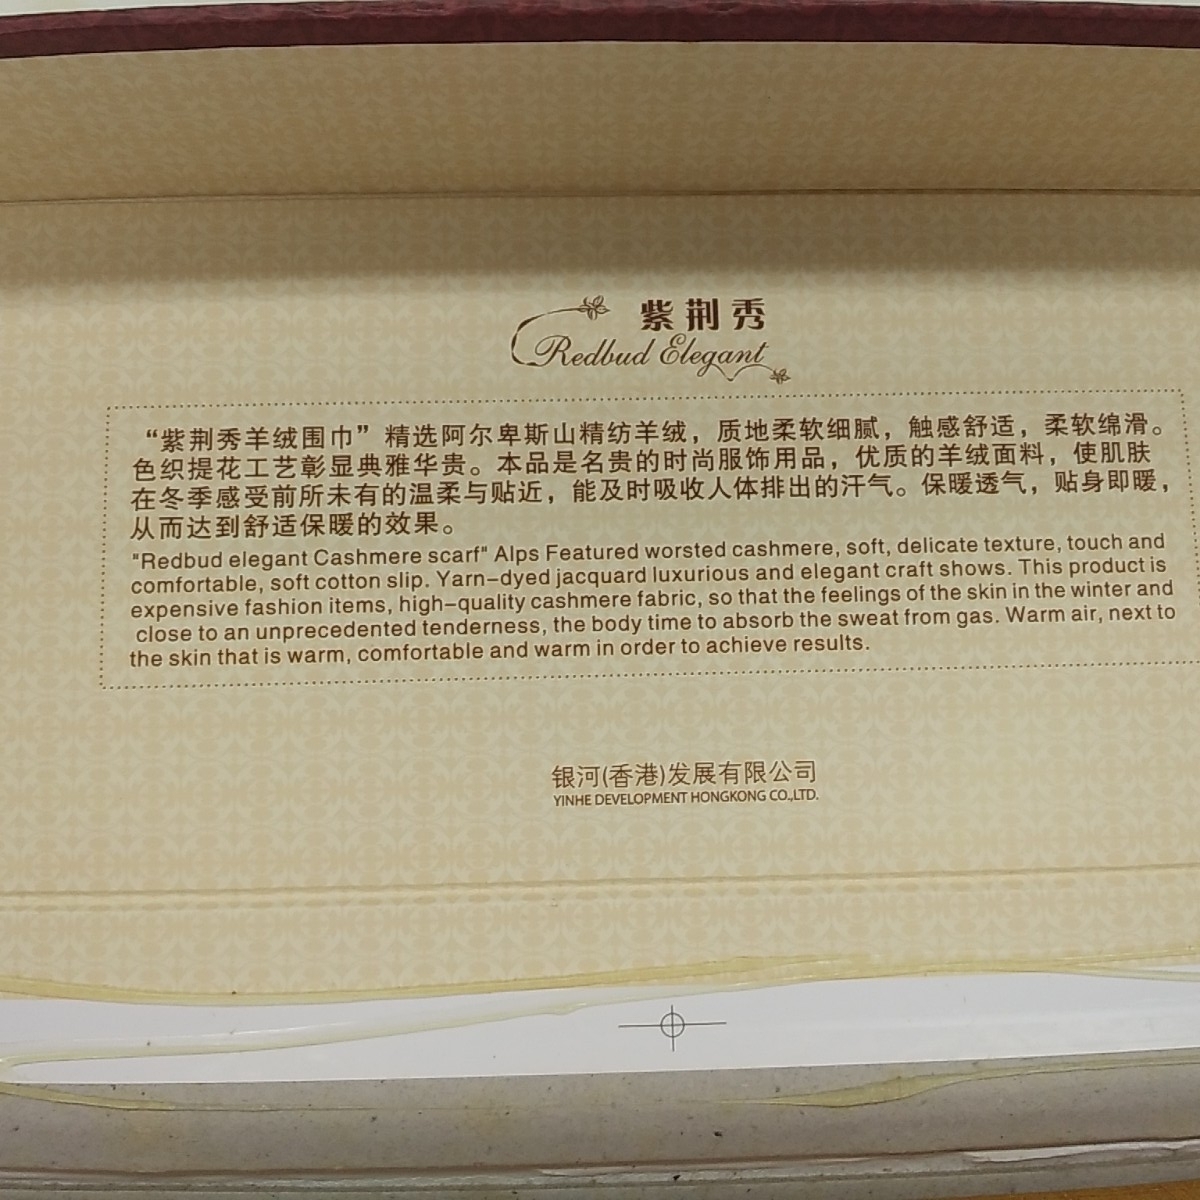 紫荆秀
Redbud Elegant
“紫荆秀羊绒围巾”精选阿尔卑斯山精纺羊绒，质地柔软细腻，触感舒适，柔软绵滑。
色织提花工艺彰显典雅华贵。本品是名贵的时尚服饰用品，优质的羊绒面料，使肌肤
在冬季感受前所未有的温柔与贴近，能及时吸收人体排出的汗气。保暖透气，贴身即暖，
从而达到舒适保暖的效果。
"Redbud elegant Cashmere scarf" Alps Featured worsted cashmere, soft, delicate texture, touch and
comfortable, soft cotton slip. Yarn-dyed jacquard luxurious and elegant craft shows. This product is
expensive fashion items, high-quality cashmere fabric, so that the feelings of the skin in the winter and
close to an unprecedented tenderness, the body time to absorb the sweat from gas. Warm air, next to
the skin that is warm, comfortable and warm in order to achieve results.
银河(香港)发展有限公司
YINHE DEVELOPMENT HONGKONG CO.,LTD.